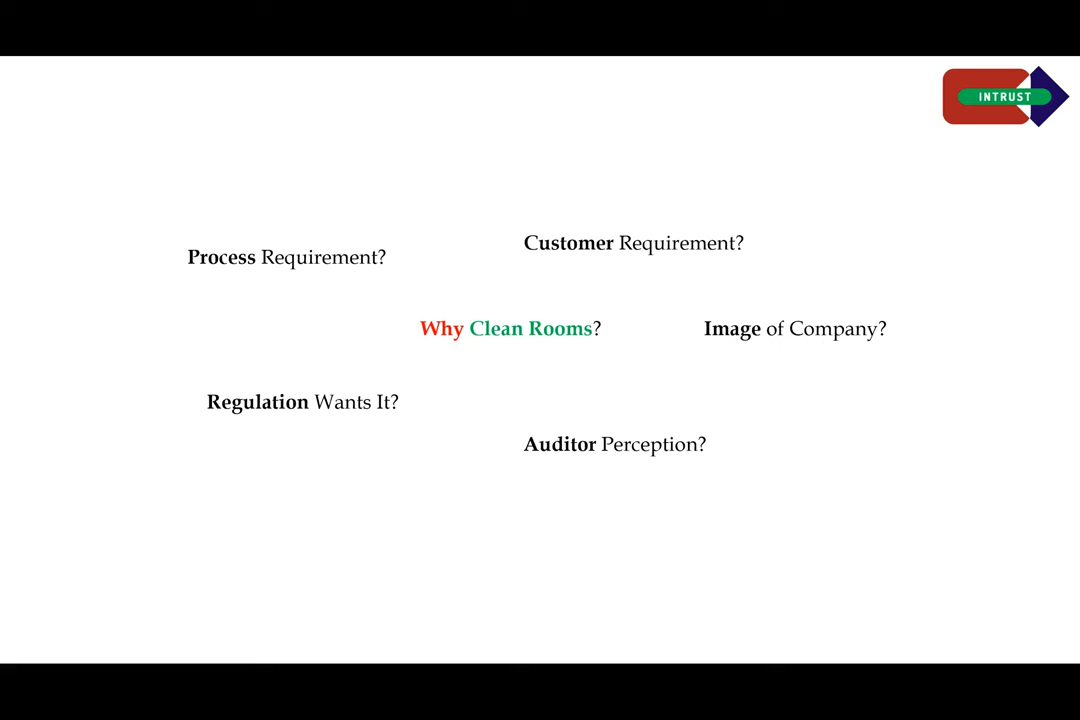 INTRUST
Customer Requirement?
Process Requirement?
Why Clean Rooms?
Image of Company?
Regulation Wants It?
Auditor Perception?